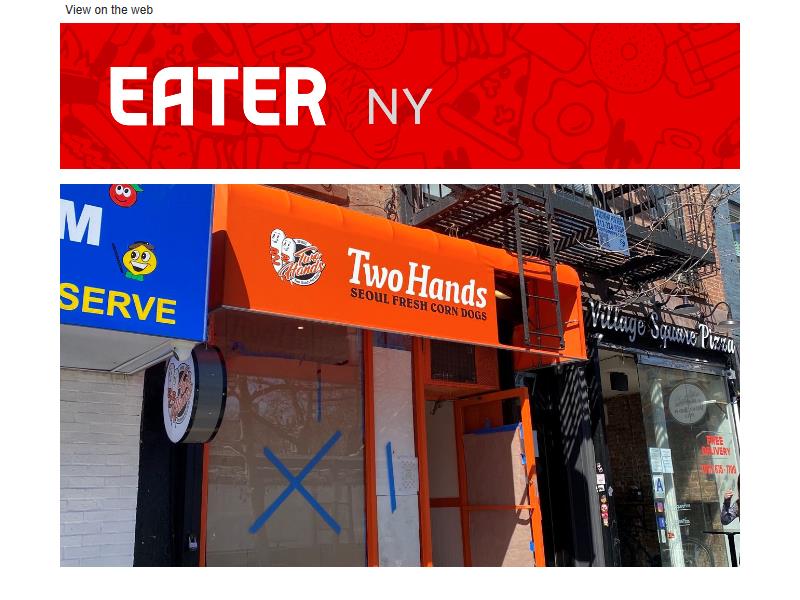 View on the web
EATER NY
M
SERVE
Two
Hands
Two Hands
SEOUL FRESH CORN DOGS
Village Square Pizza
FREE
DELIVERY
A